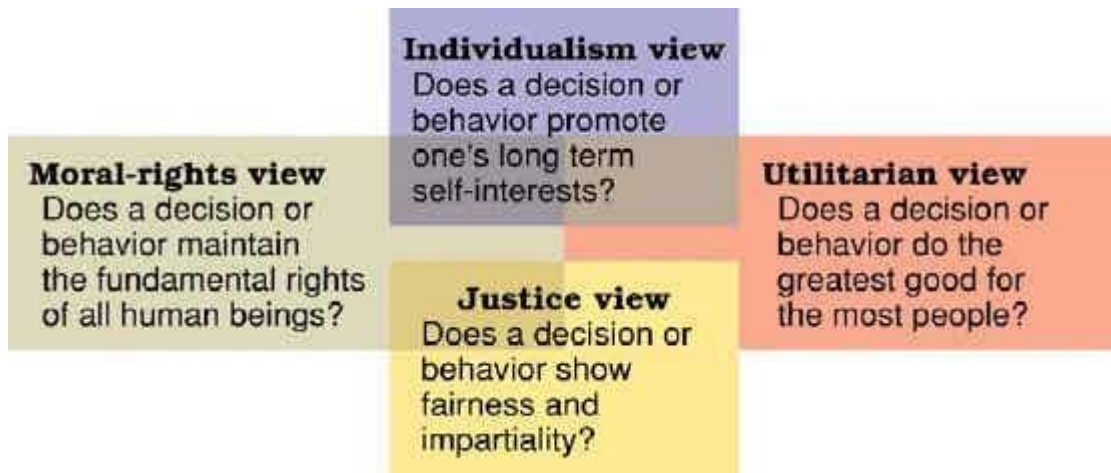 Individualism view
Does a decision or
behavior promote
one's long term
self-interests?
Moral-rights view
Does a decision or
behavior maintain
the fundamental rights
of all human beings?
Utilitarian view
Does a decision or
behavior do the
greatest good for
the most people?
Justice view
Does a decision or
behavior show
fairness and
impartiality?